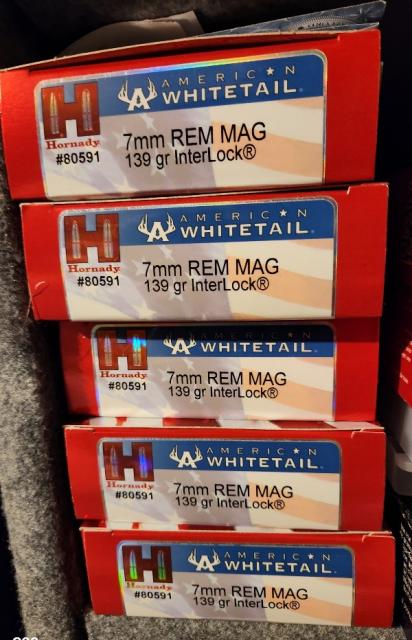 AMERICAN
WHITETAIL
Hornady
#80591
7mm REM MAG
139 gr InterLock®
AMERICAN
WHITETAIL
Hornady
#80591
7mm REM MAG
139 gr InterLock®
AMERICAN
WHITETAIL
Hornady
#80591
7mm REM MAG
139 gr InterLock®
AMERICAN
WHITETAIL
Hornady
#80591
7mm REM MAG
139 gr InterLock®
AMERICAN
WHITETAIL
Hornady
#80591
7mm REM MAG
139 gr InterLock®